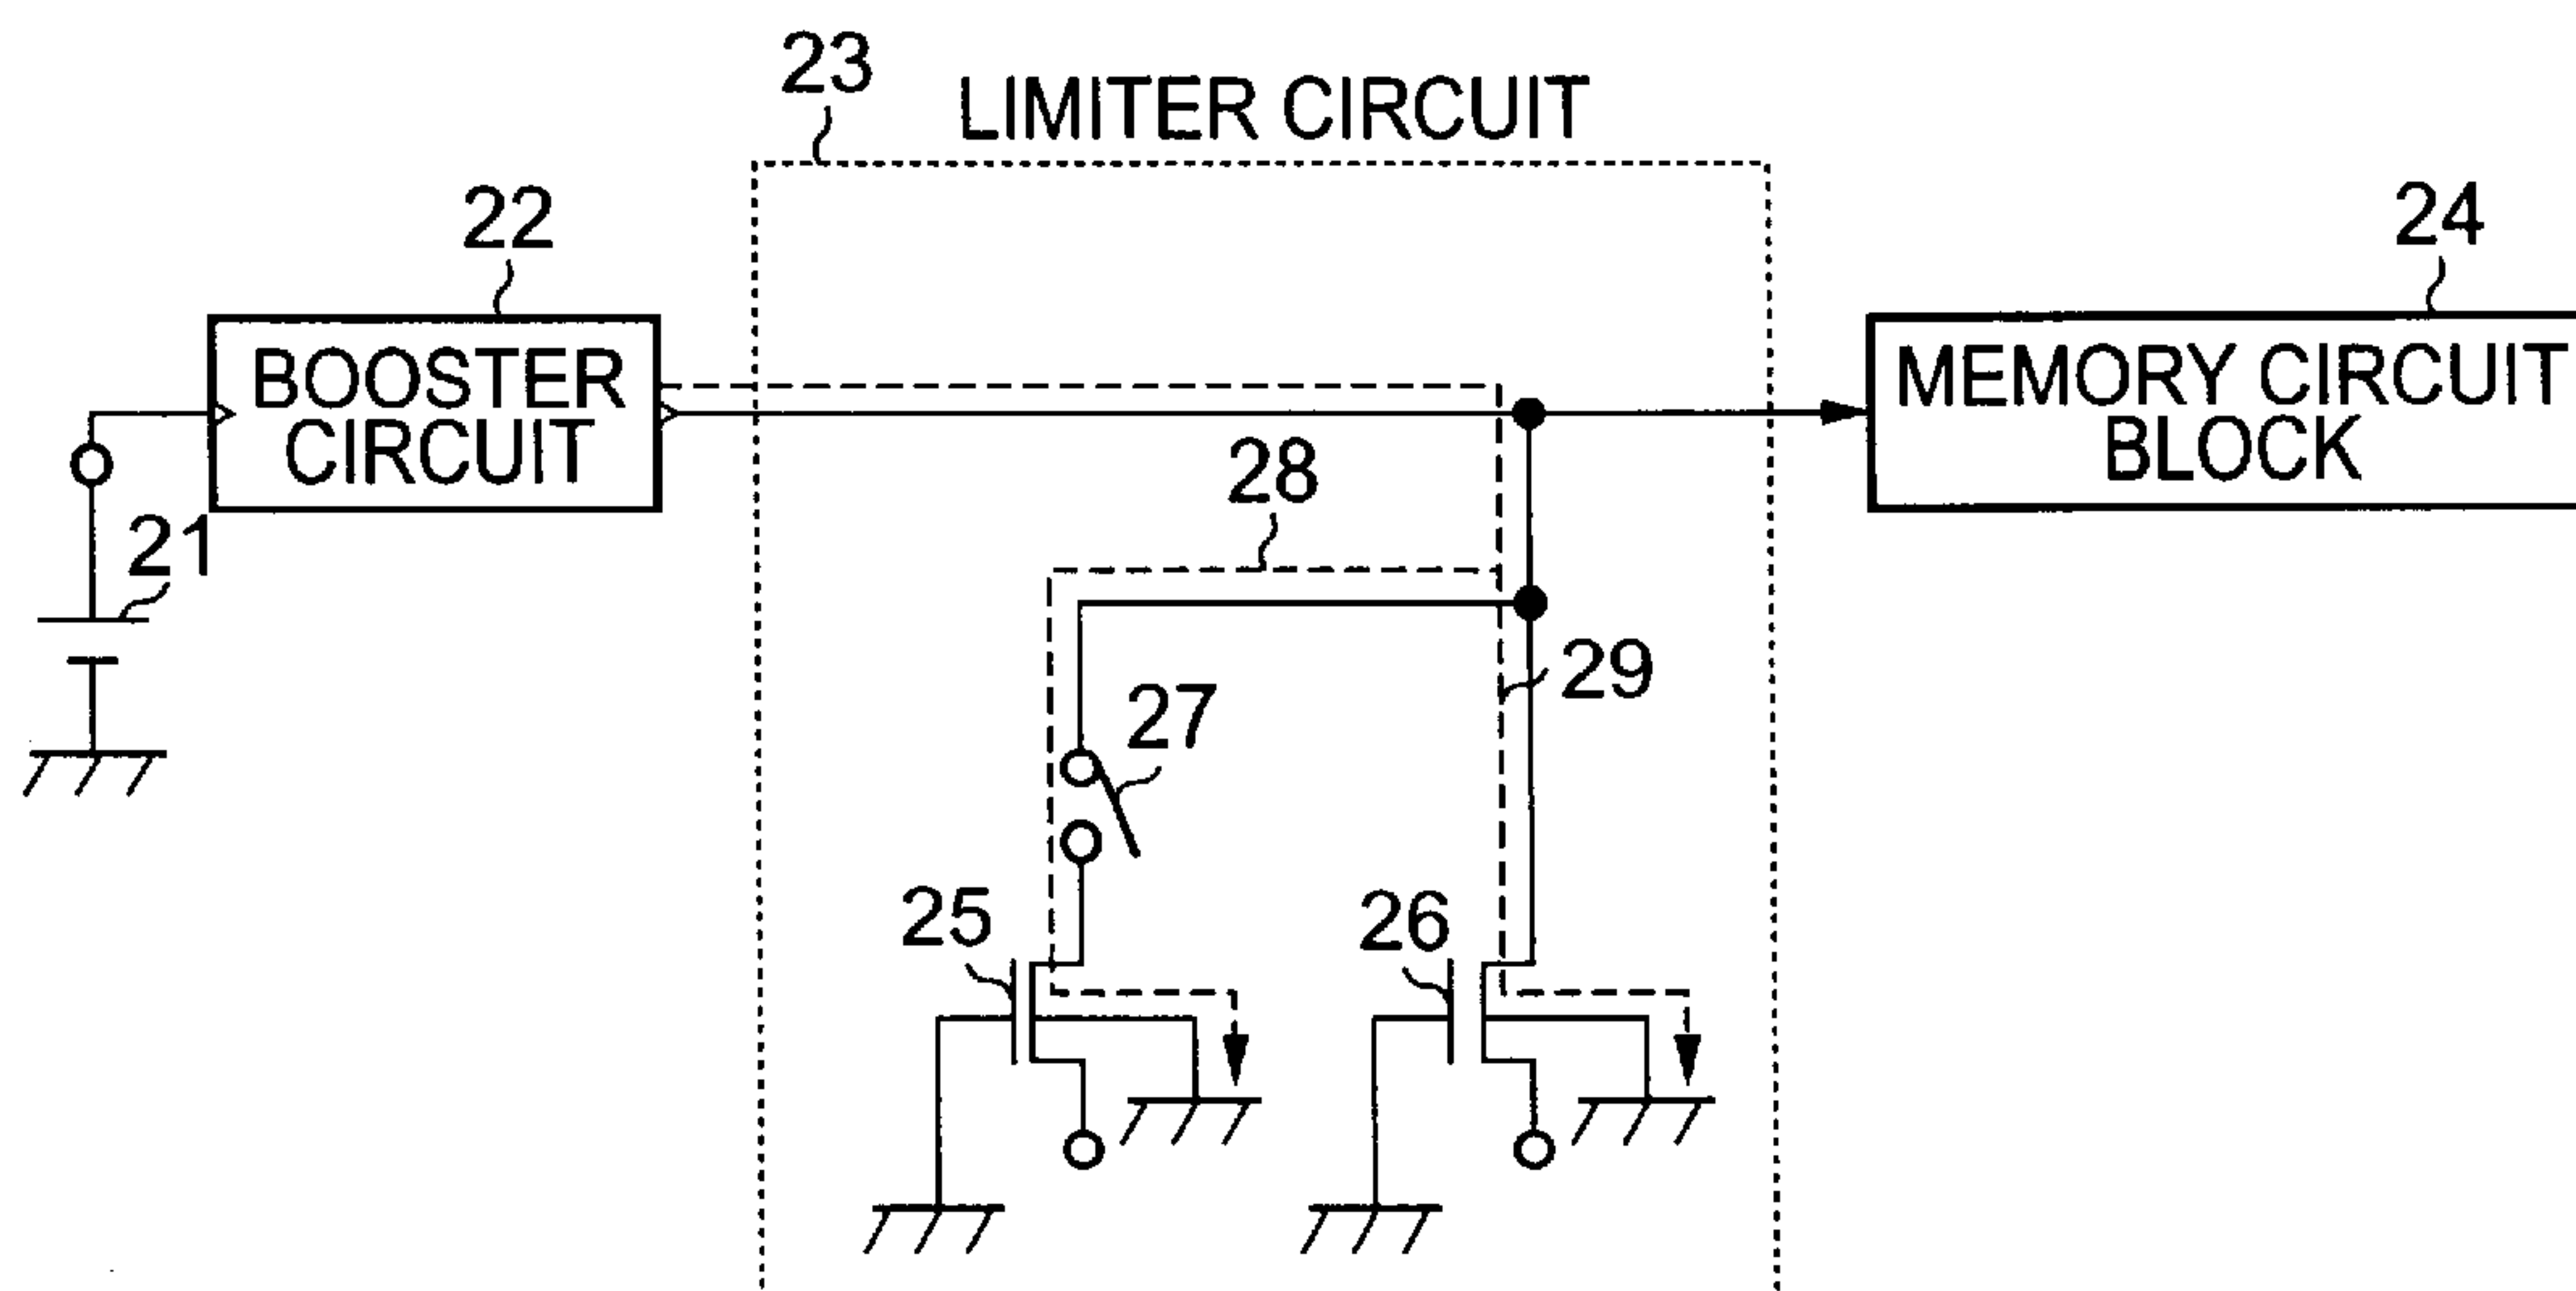 23
LIMITER CIRCUIT
22
24
BOOSTER
CIRCUIT
MEMORY CIRCUIT
BLOCK
28
21
29
27
25
26